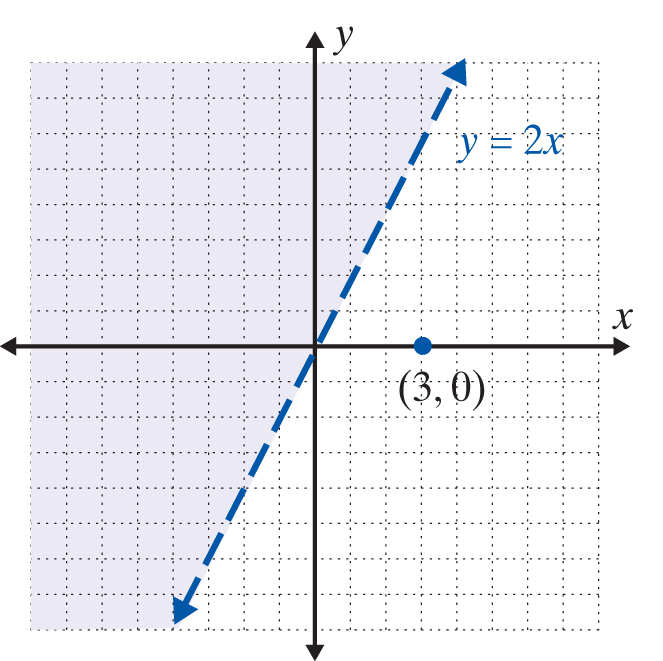 y
y = 2x
x
(3, 0)